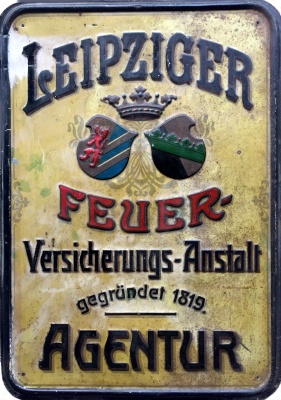 LEIPZIGER
FEUER-
Versicherungs-Anstalt
gegründet 1819.
AGENTUR